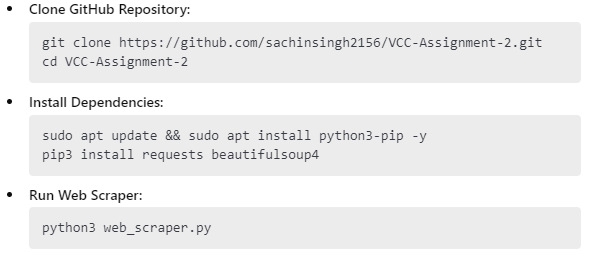 Clone GitHub Repository:
git clone https://github.com/sachinsingh2156/VCC-Assignment-2.git
cd VCC-Assignment-2
Install Dependencies:
sudo apt update && sudo apt install python3-pip -y
pip3 install requests beautifulsoup4
Run Web Scraper:
python3 web_scraper.py